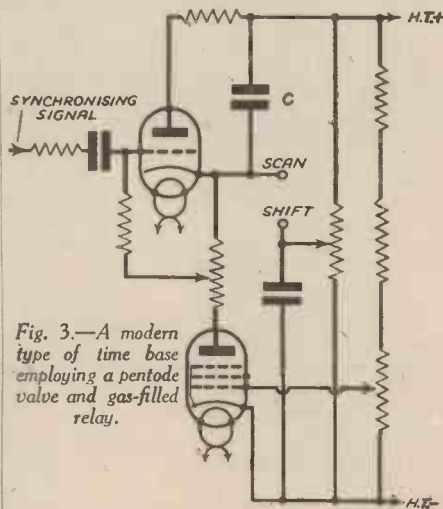 H.T.+
C
SYNCHRONISING
SIGNAL
SCAN
SHIFT
Fig. 3.—A modern
type of time base
employing a pentode
valve and gas-filled
relay.
H.T.-